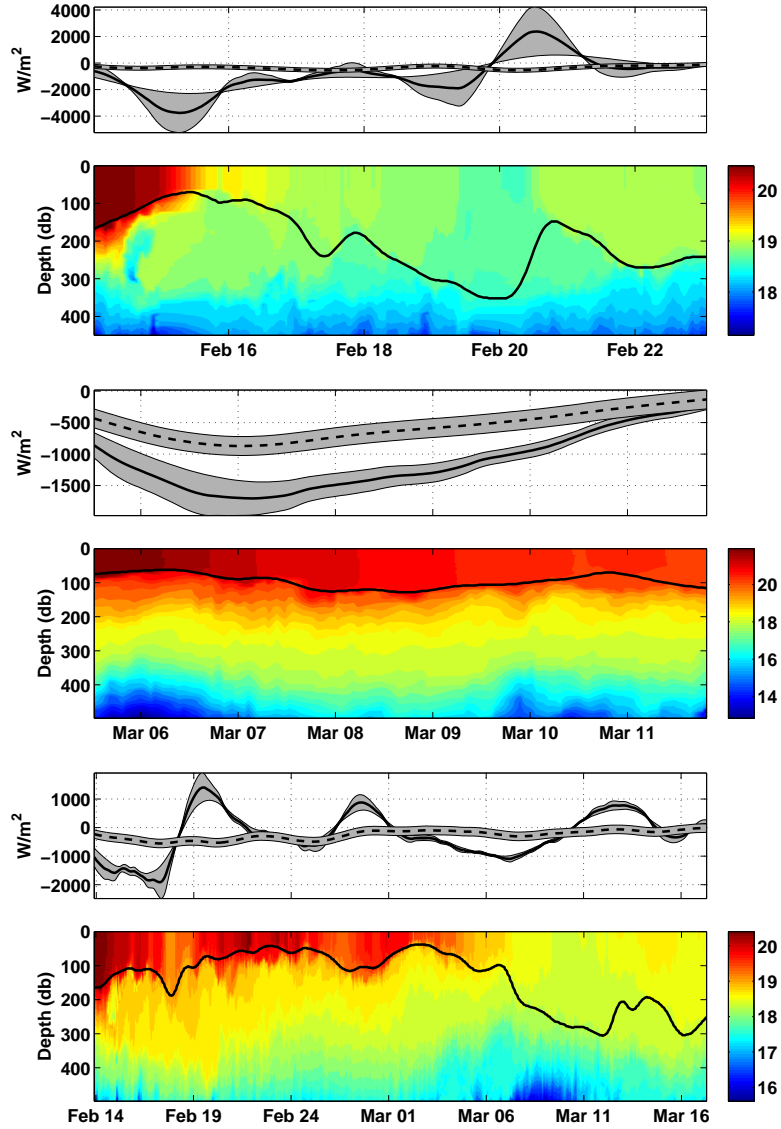 4000
2000
0
−2000
−4000
W/m²
0
100
200
300
400
Depth (db)
20
19
18
Feb 16
Feb 18
Feb 20
Feb 22
0
−500
−1000
−1500
W/m²
0
100
200
300
400
Depth (db)
20
18
16
14
Mar 06
Mar 07
Mar 08
Mar 09
Mar 10
Mar 11
1000
0
−1000
−2000
W/m²
0
100
200
300
400
Depth (db)
20
19
18
17
16
Feb 14
Feb 19
Feb 24
Mar 01
Mar 06
Mar 11
Mar 16